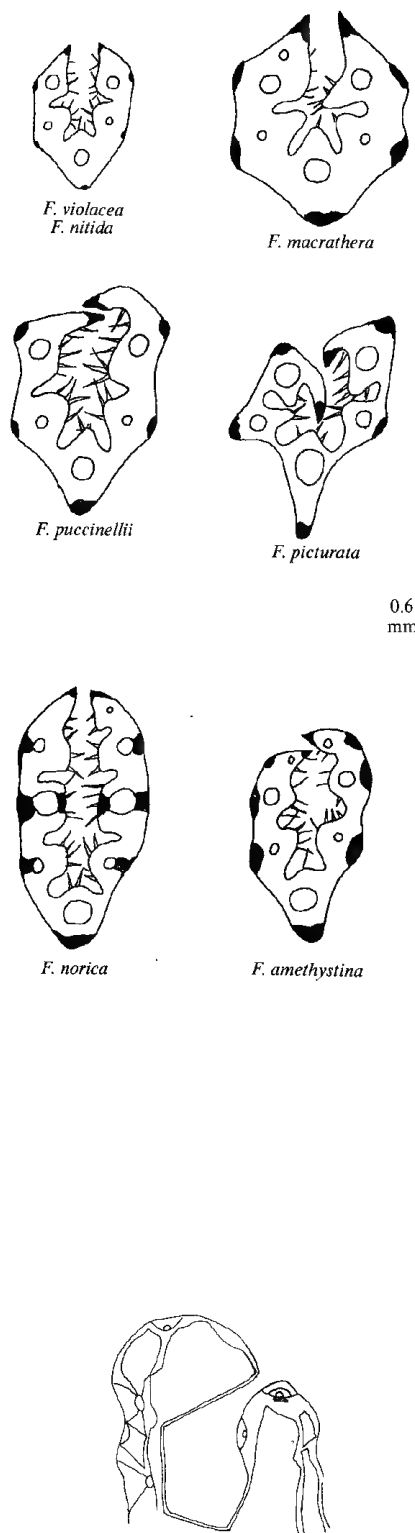 F. violacea
F. nitida
F. macrathera
F. puccinellii
F. picturata
0.6
mm
F. norica
F. amethystina